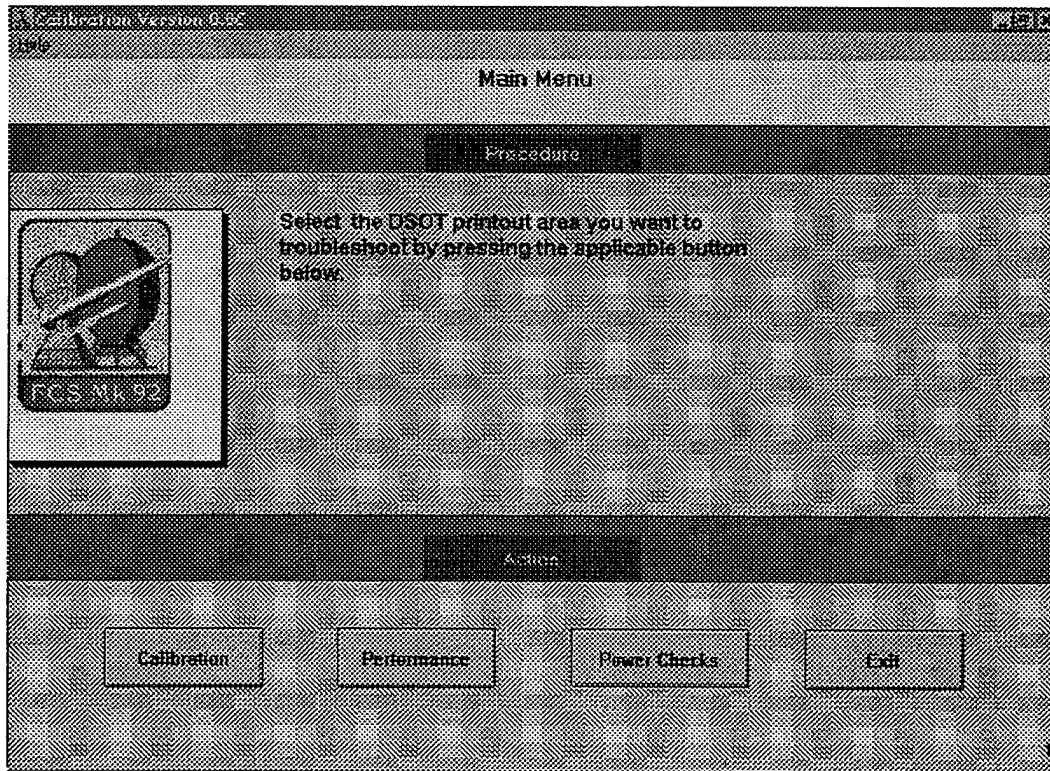 Calibration Version 0.6
Help
Main Menu
Procedure
Select the DSOT printout area you want to
troubleshoot by pressing the applicable button
below.
FCS Mk 92
Action
Calibration
Performance
Power Checks
Exit